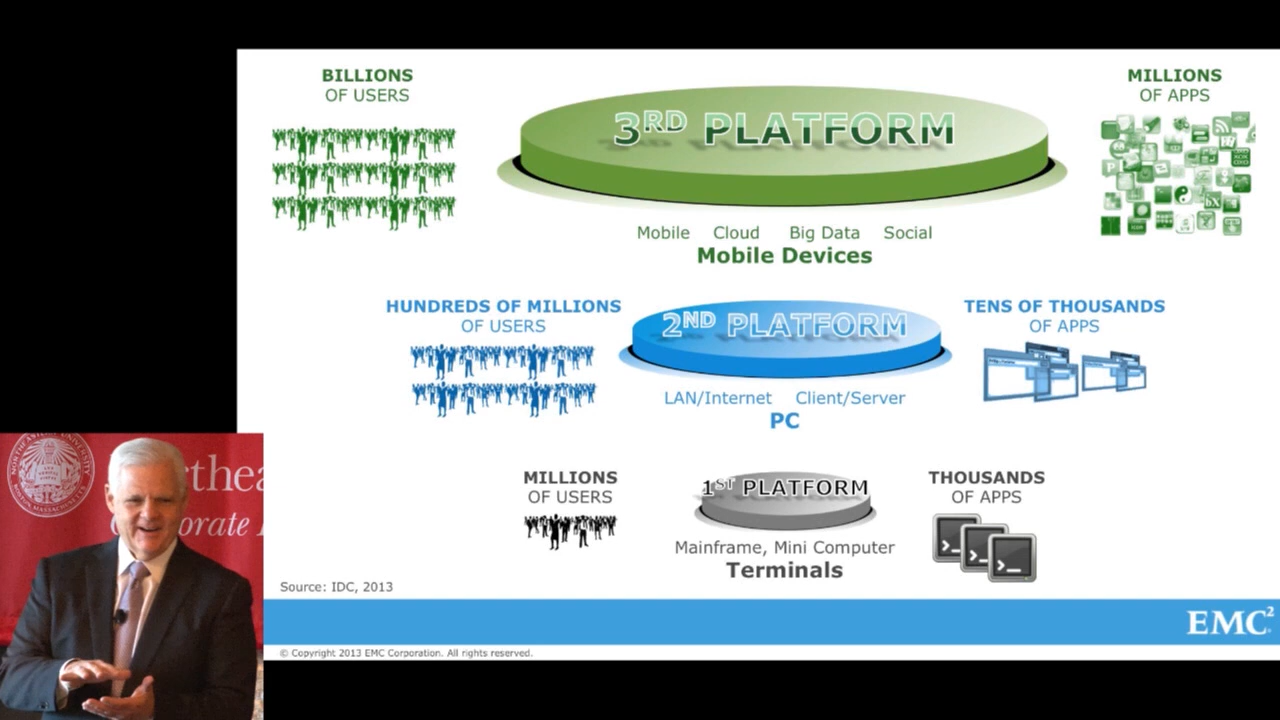 BILLIONS
OF USERS
3RD PLATFORM
MILLIONS
OF APPS
Mobile Cloud Big Data Social
Mobile Devices
HUNDREDS OF MILLIONS
OF USERS
2ND PLATFORM
TENS OF THOUSANDS
OF APPS
LAN/Internet Client/Server
PC
MILLIONS
OF USERS
1ST PLATFORM
THOUSANDS
OF APPS
Mainframe, Mini Computer
Terminals
Source: IDC, 2013
EMC²
© Copyright 2013 EMC Corporation. All rights reserved.
NORTHEASTERN UNIVERSITY